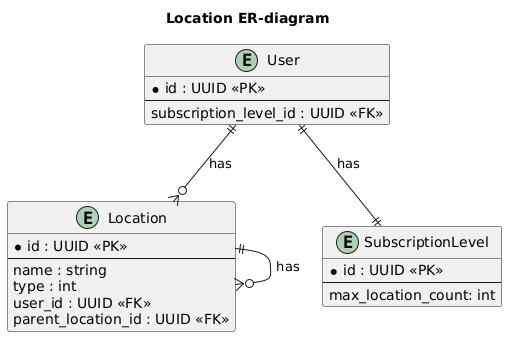 Location ER-diagram
E User
* id : UUID «PK»
subscription_level_id : UUID «FK»
has
has
E Location
* id : UUID «PK»
name : string
type : int
user_id : UUID «FK»
parent_location_id : UUID «FK»
has
E SubscriptionLevel
* id : UUID «PK»
max_location_count: int